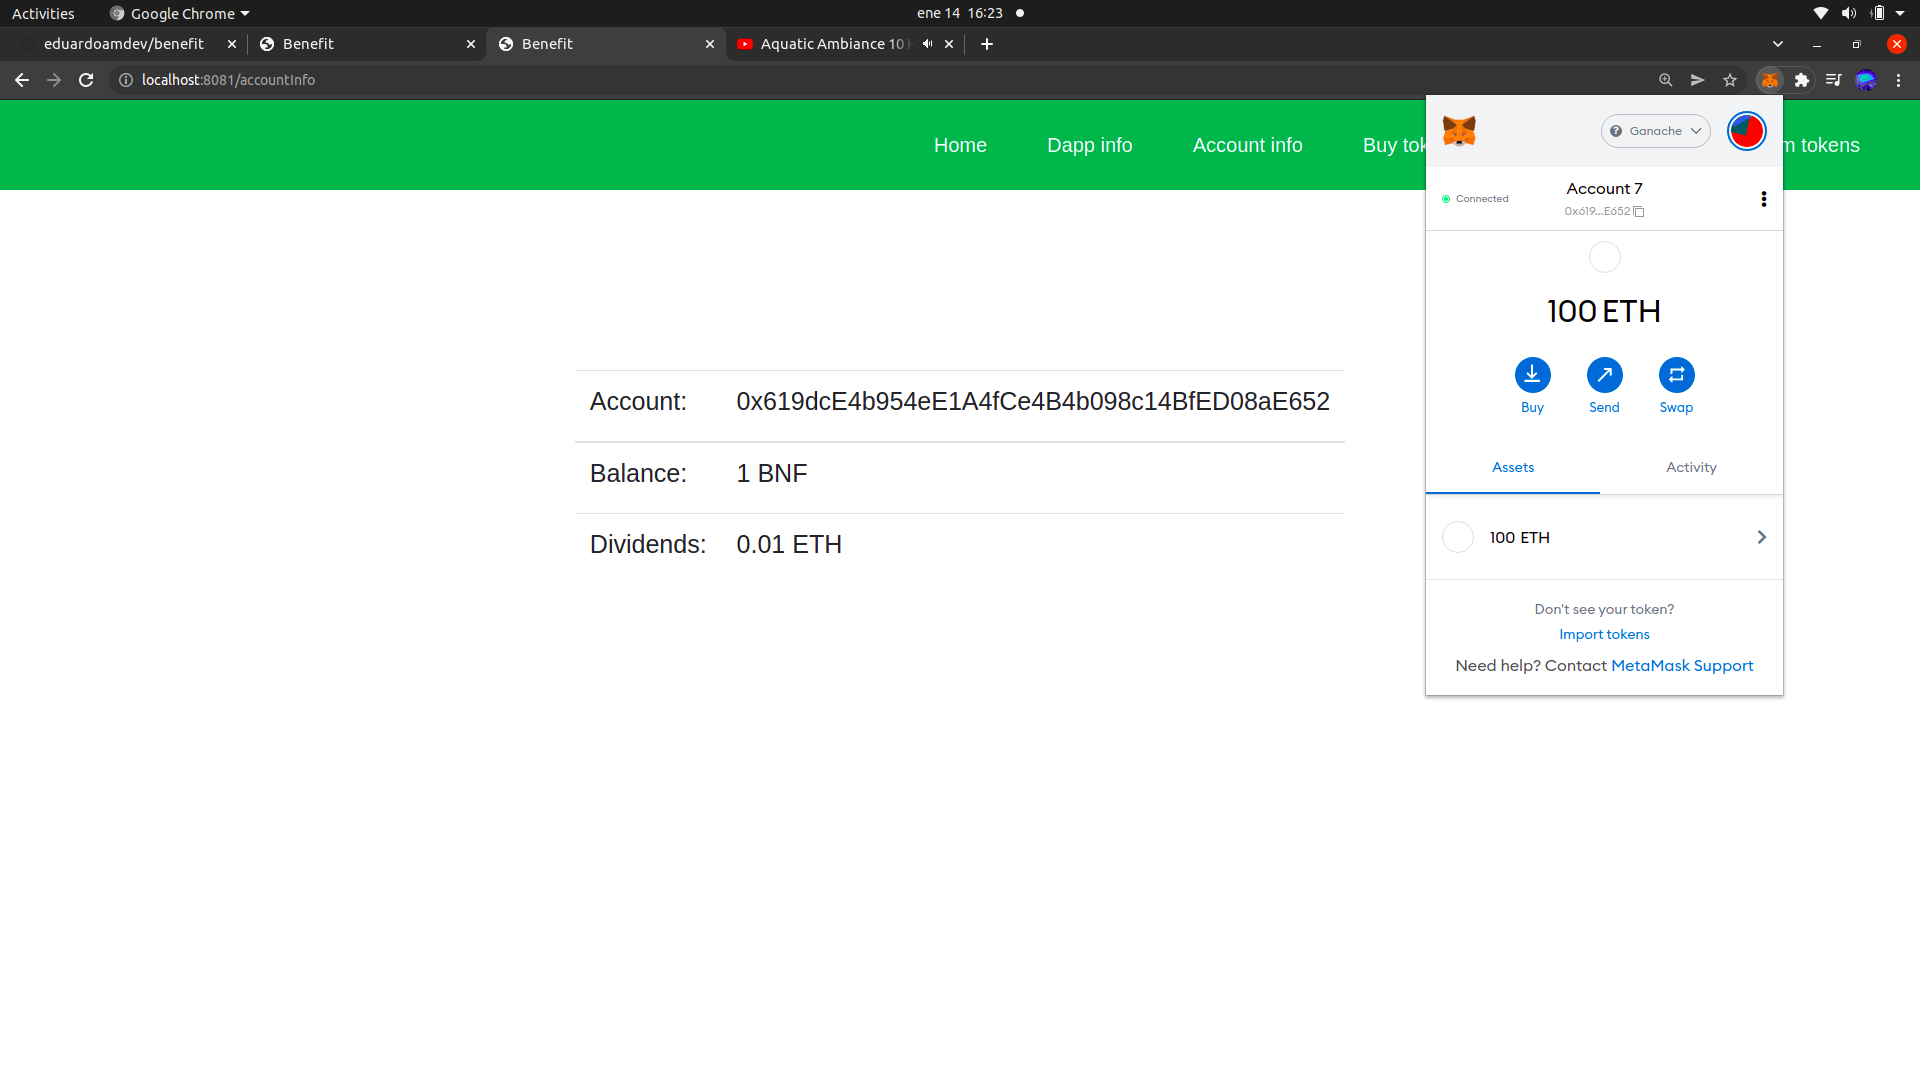 Activities
Google Chrome
ene 14 16:23
eduardoamdev/benefit
Benefit
Benefit
Aquatic Ambiance 10
localhost:8081/accountInfo
Home
Dapp info
Account info
Buy tok
m tokens
Ganache
Connected
Account 7
0x619...E652
100 ETH
Buy
Send
Swap
Assets
Activity
100 ETH
Don't see your token?
Import tokens
Need help? Contact MetaMask Support
Account: 0x619dcE4b954eE1A4fCe4B4b098c14BfED08aE652
Balance: 1 BNF
Dividends: 0.01 ETH